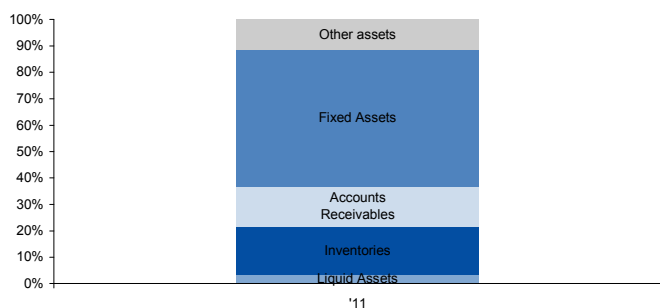 100%
90%
80%
70%
60%
50%
40%
30%
20%
10%
0%
Other assets
Fixed Assets
Accounts
Receivables
Inventories
Liquid Assets
'11